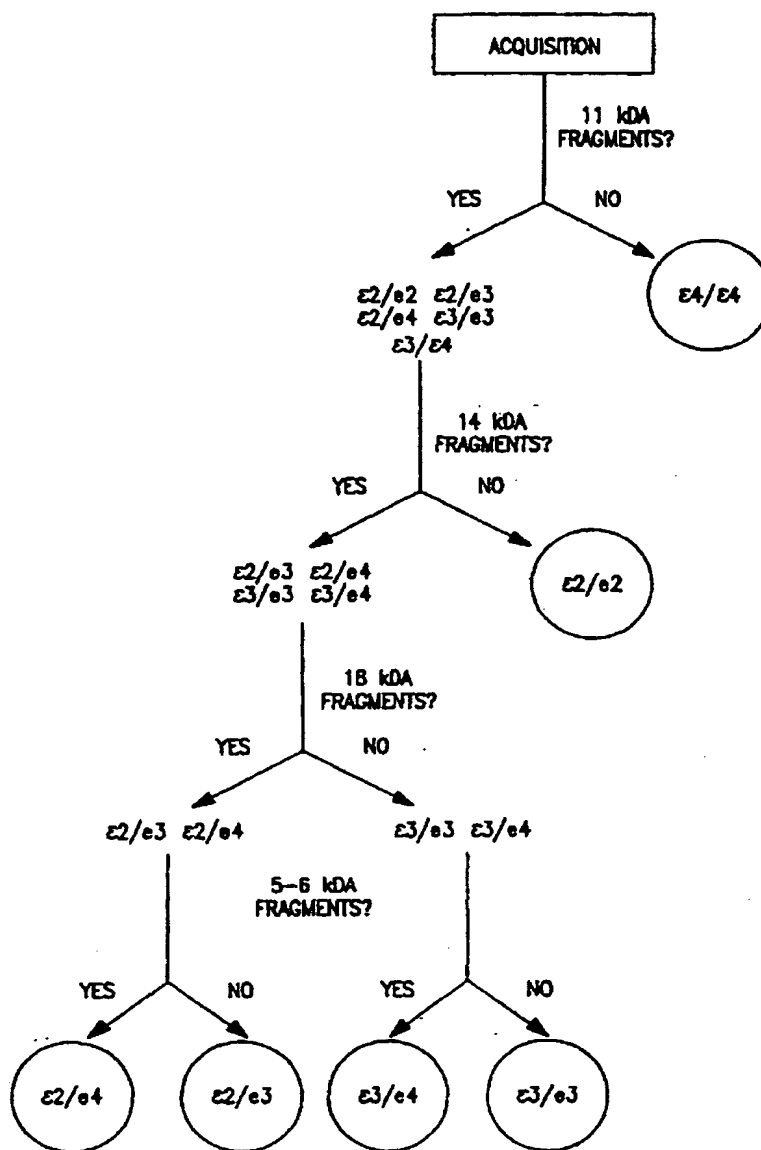 ACQUISITION
11 kDA
FRAGMENTS?
YES
NO
ε2/e2 ε2/e3
ε2/e4 ε3/e3
ε3/ε4
ε4/ε4
14 kDA
FRAGMENTS?
YES
NO
ε2/e3 ε2/e4
ε3/e3 ε3/e4
ε2/e2
18 kDA
FRAGMENTS?
YES
NO
ε2/e3 ε2/e4
ε3/e3 ε3/e4
5-6 kDA
FRAGMENTS?
YES
NO
YES
NO
ε2/e4
ε2/e3
ε3/e4
ε3/e3